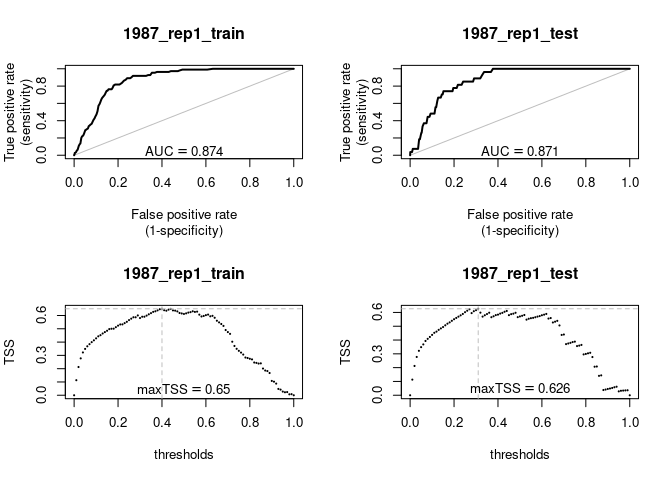 1987_rep1_train
True positive rate
(sensitivity)
0.0 0.4 0.8
AUC = 0.874
0.0 0.2 0.4 0.6 0.8 1.0
False positive rate
(1-specificity)
1987_rep1_test
True positive rate
(sensitivity)
0.0 0.4 0.8
AUC = 0.871
0.0 0.2 0.4 0.6 0.8 1.0
False positive rate
(1-specificity)
1987_rep1_train
TSS
0.0 0.3 0.6
maxTSS = 0.65
0.0 0.2 0.4 0.6 0.8 1.0
thresholds
1987_rep1_test
TSS
0.0 0.3 0.6
maxTSS = 0.626
0.0 0.2 0.4 0.6 0.8 1.0
thresholds